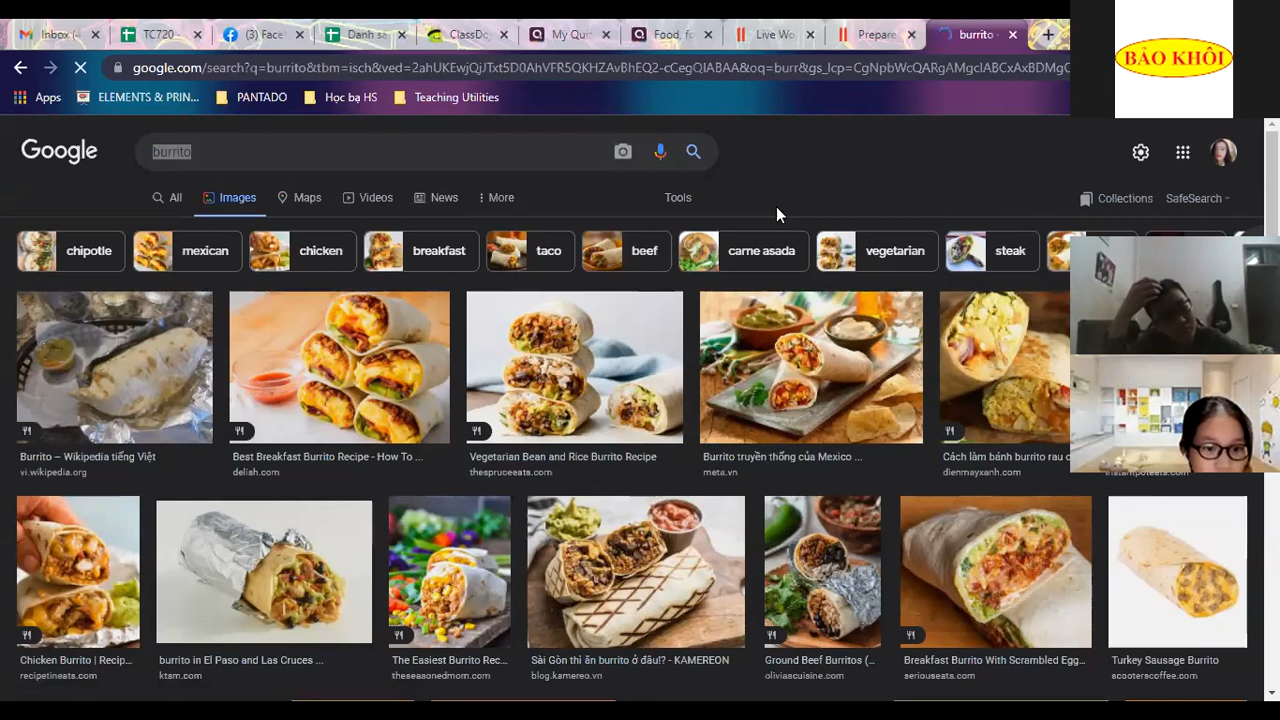 Inbox (4
TC720
(3) Face
Danh sa
ClassDo
My Qui
Food, fo
Live Wo
Prepare
burrito -
BẢO KHÔI
google.com/search?q=burrito&tbm=isch&ved=2ahUKEwjQjJTxt5D0AhVFR5QKHZAvBhEQ2-cCegQIABAA&oq=burr&gs_lcp=CgNpbWcQARgAMgcIABCxAxBDMgC
Apps
ELEMENTS & PRIN...
PANTADO
Học bạ HS
Teaching Utilities
Google
burrito
All
Images
Maps
Videos
News
More
Tools
Collections
SafeSearch
chipotle
mexican
chicken
breakfast
taco
beef
carne asada
vegetarian
steak
Burrito – Wikipedia tiếng Việt
vi.wikipedia.org
Best Breakfast Burrito Recipe - How To ...
delish.com
Vegetarian Bean and Rice Burrito Recipe
thespruceeats.com
Burrito truyền thống của Mexico ...
meta.vn
Cách làm bánh burrito rau c
dienmayxanh.com
instantpoteats.com
Chicken Burrito | Recip...
recipetineats.com
burrito in El Paso and Las Cruces ...
ktsm.com
The Easiest Burrito Rec...
theseasonedmom.com
Sài Gòn thì ăn burrito ở đâu!? - KAMEREON
blog.kamereo.vn
Ground Beef Burritos (...
oliviascuisine.com
Breakfast Burrito With Scrambled Egg...
seriouseats.com
Turkey Sausage Burrito
scooterscoffee.com